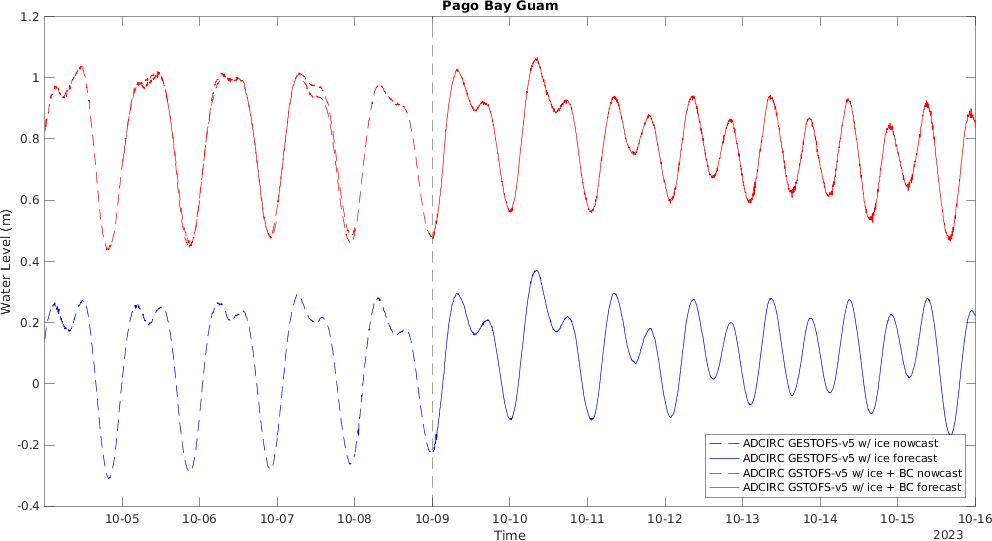 Pago Bay Guam
1.2
1
0.8
0.6
0.4
0.2
0
-0.2
-0.4
Water Level (m)
ADCIRC GESTOFS-v5 w/ ice nowcast
ADCIRC GESTOFS-v5 w/ ice forecast
ADCIRC GSTOFS-v5 w/ ice + BC nowcast
ADCIRC GSTOFS-v5 w/ ice + BC forecast
10-05 10-06 10-07 10-08 10-09 10-10 10-11 10-12 10-13 10-14 10-15 10-16
Time
2023